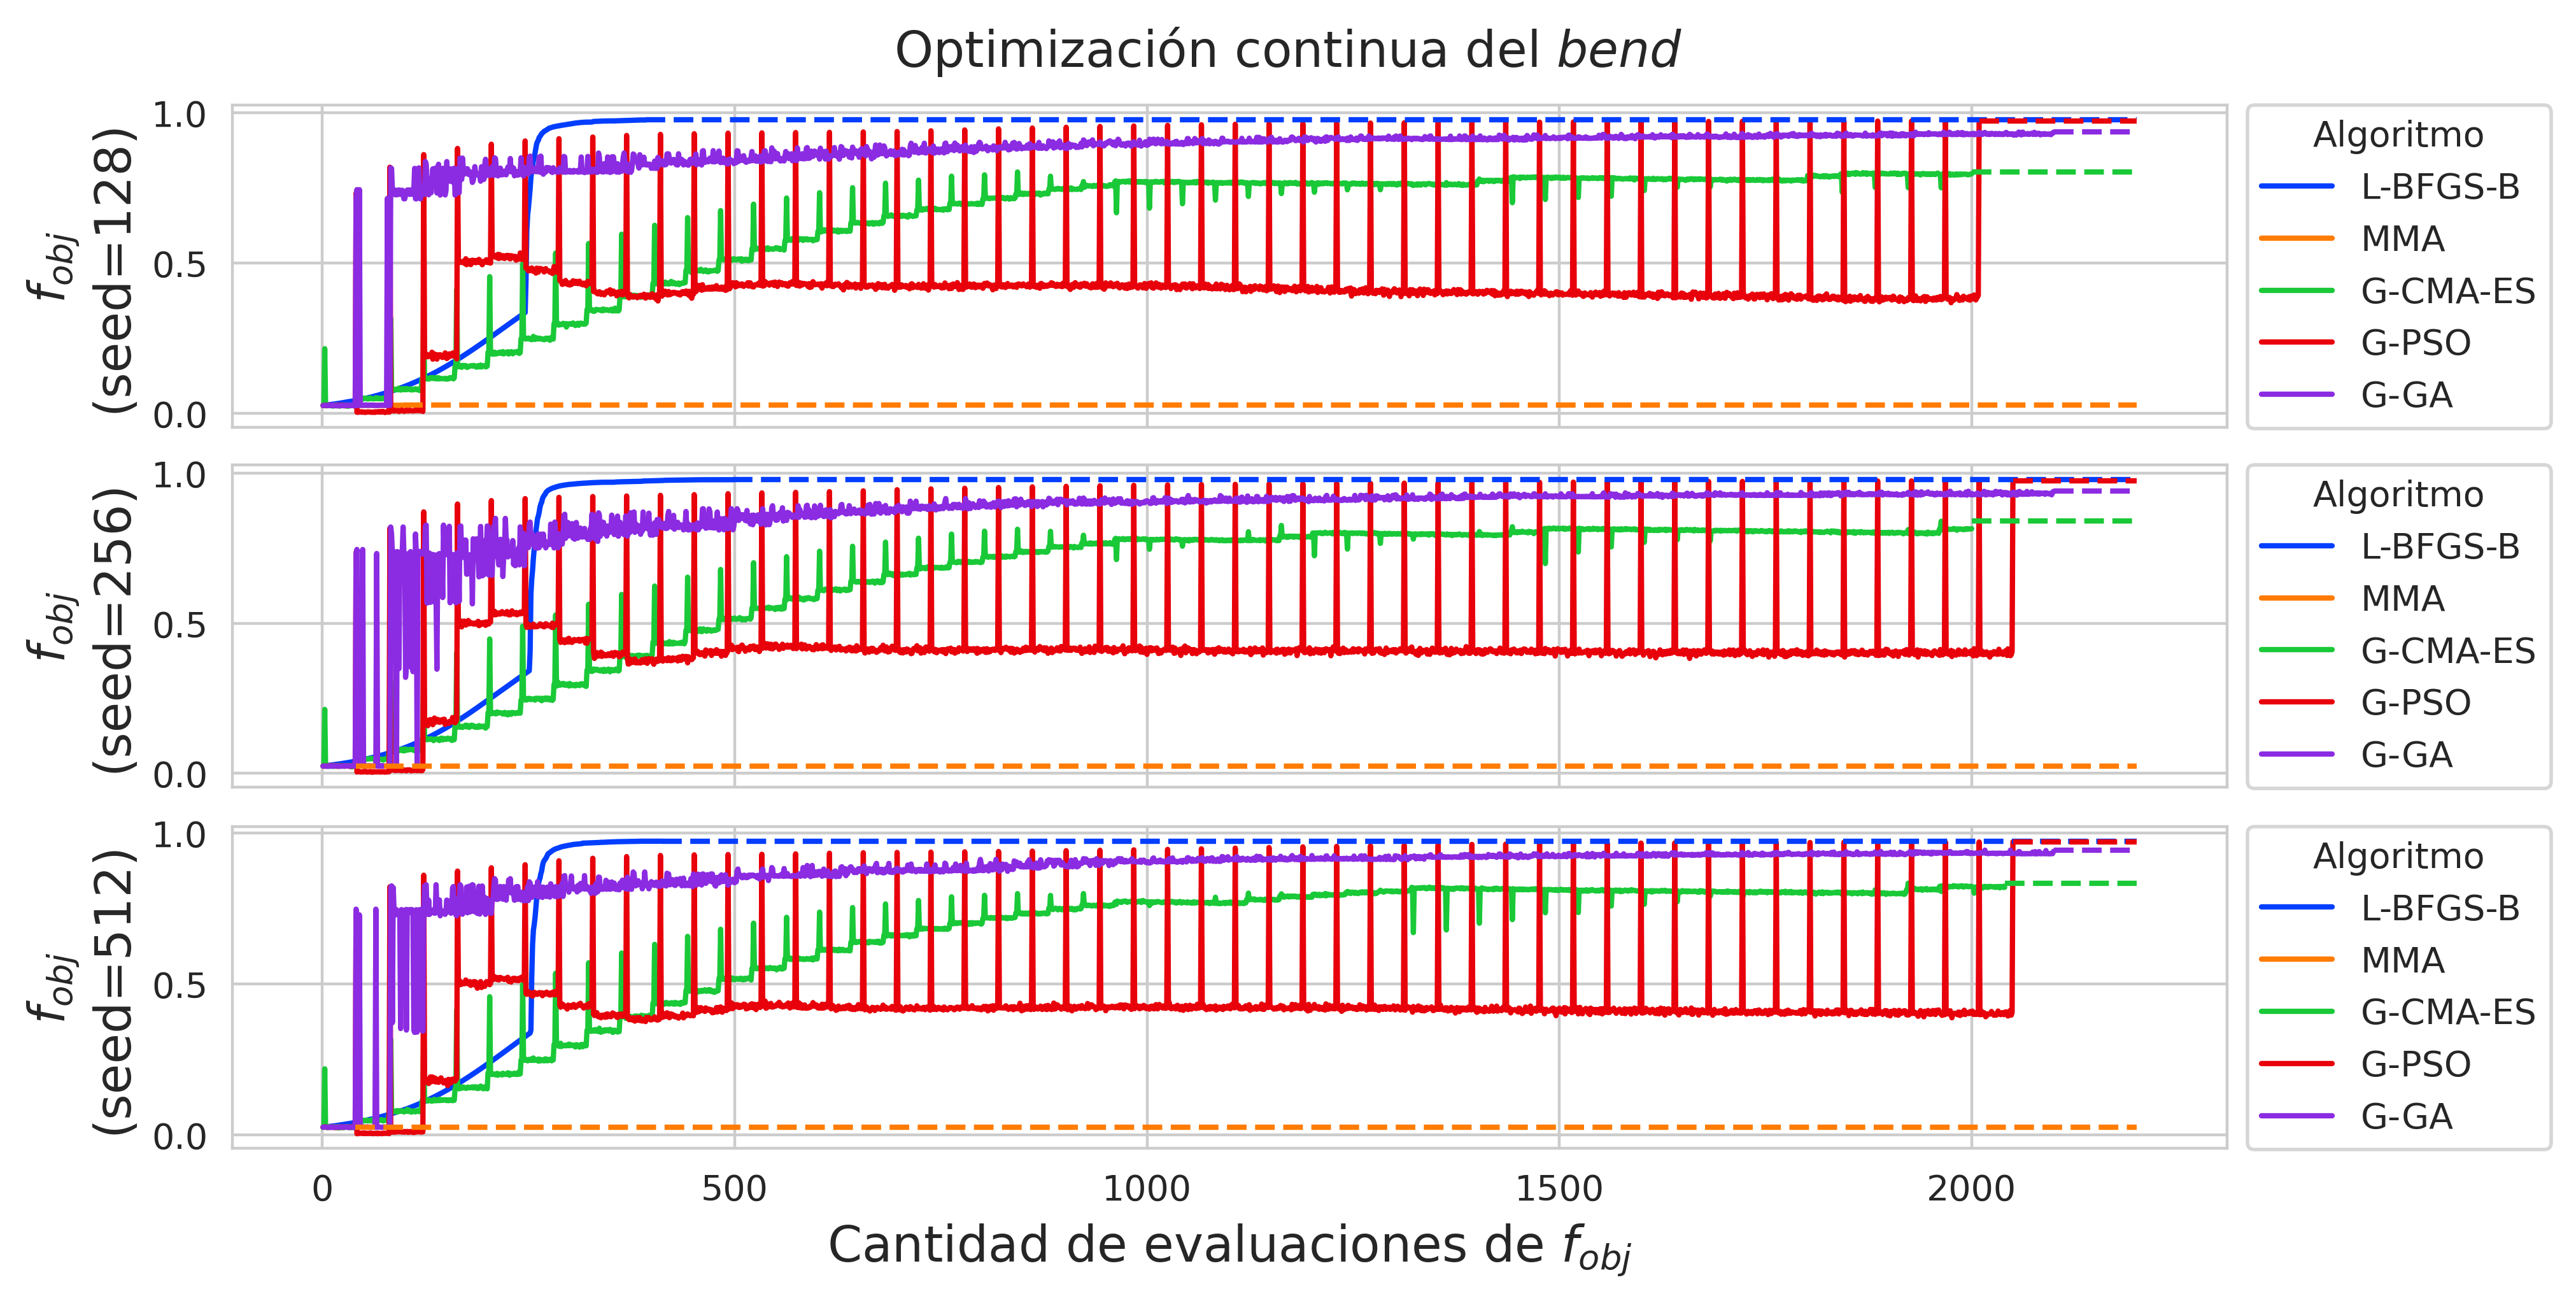 Optimización continua del bend
1.0
0.5
0.0
f_obj
(seed=128)
Algoritmo
L-BFGS-B
MMA
G-CMA-ES
G-PSO
G-GA
1.0
0.5
0.0
f_obj
(seed=256)
Algoritmo
L-BFGS-B
MMA
G-CMA-ES
G-PSO
G-GA
1.0
0.5
0.0
f_obj
(seed=512)
Algoritmo
L-BFGS-B
MMA
G-CMA-ES
G-PSO
G-GA
0 500 1000 1500 2000
Cantidad de evaluaciones de f_obj